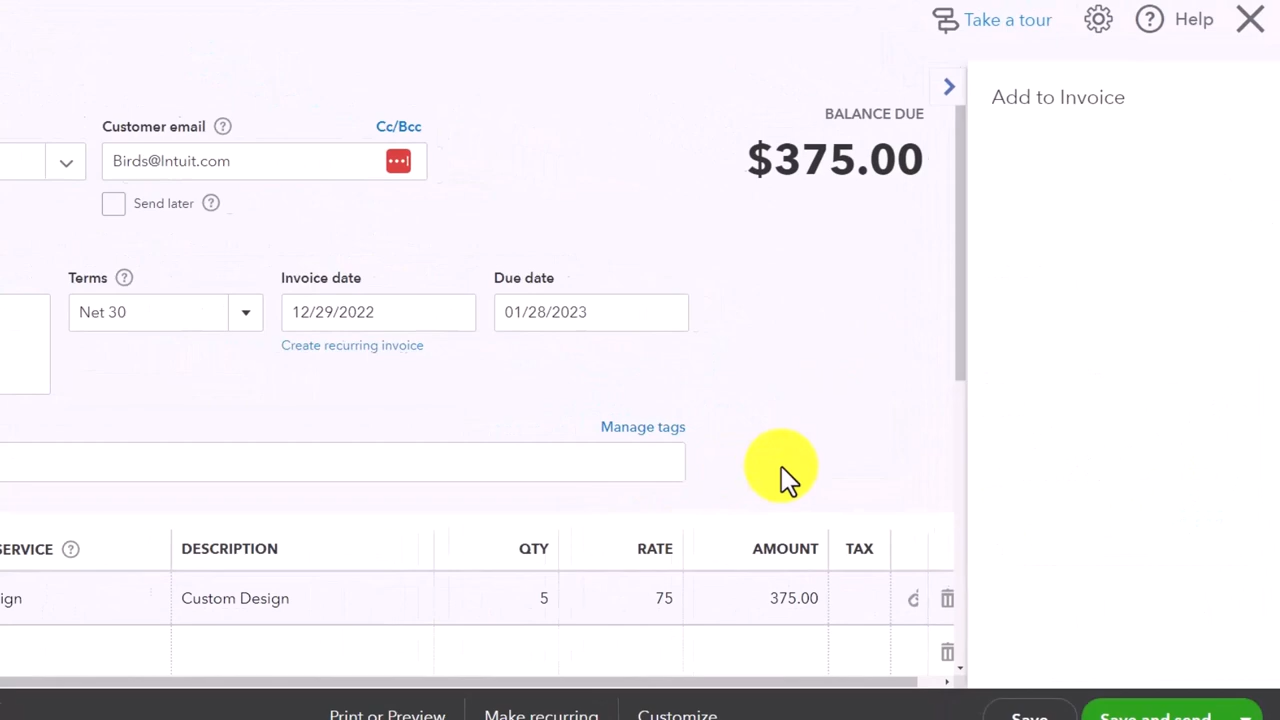 Take a tour Help
Add to Invoice
BALANCE DUE
Customer email Cc/Bcc
$375.00
Birds@Intuit.com
Send later
Terms Invoice date Due date
Net 30 12/29/2022 01/28/2023
Create recurring invoice
Manage tags
SERVICE DESCRIPTION QTY RATE AMOUNT TAX
ign Custom Design 5 75 375.00
Print or Preview Make recurring Customize Save Save and send